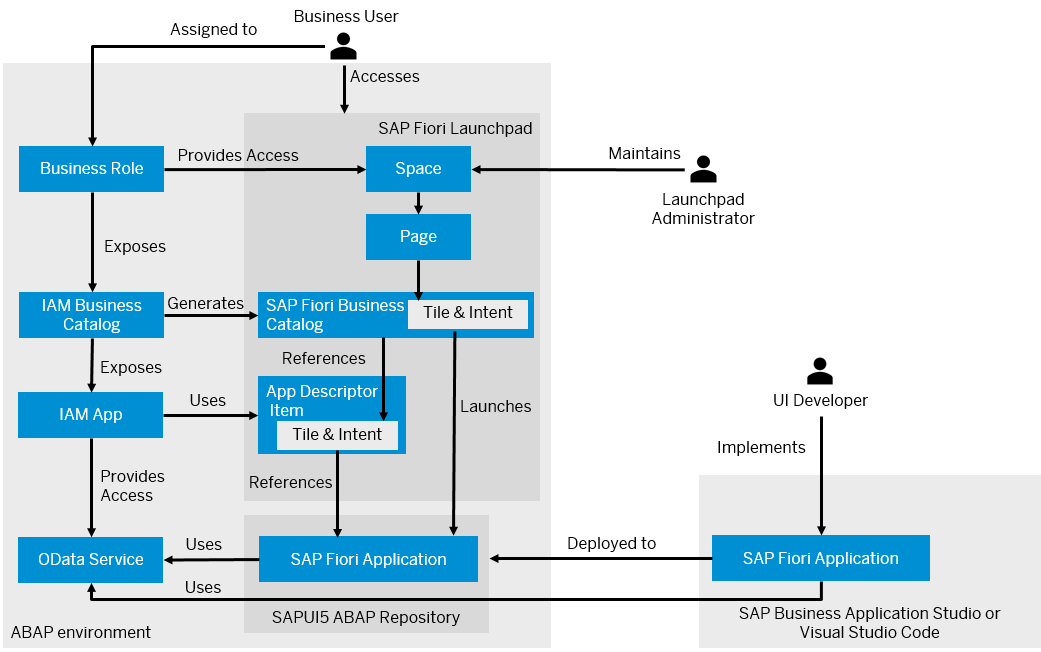 Business User
Assigned to
Accesses
SAP Fiori Launchpad
Business Role
Provides Access
Space
Maintains
Launchpad
Administrator
Page
Exposes
IAM Business
Catalog
Generates
SAP Fiori Business
Catalog
Tile & Intent
References
Exposes
App Descriptor
Item
Tile & Intent
IAM App
Uses
Launches
UI Developer
Implements
Provides
Access
References
OData Service
Uses
SAP Fiori Application
Deployed to
SAP Fiori Application
Uses
SAPUI5 ABAP Repository
SAP Business Application Studio or
Visual Studio Code
ABAP environment